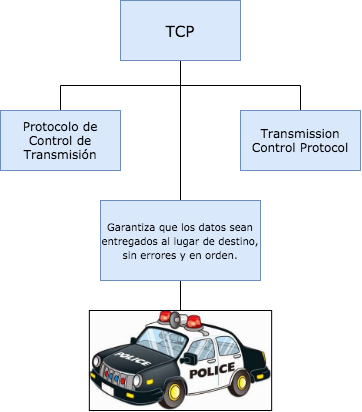 TCP
Protocolo de
Control de
Transmisión
Transmission
Control Protocol
Garantiza que los datos sean
entregados al lugar de destino,
sin errores y en orden.
POLICE
POLICE